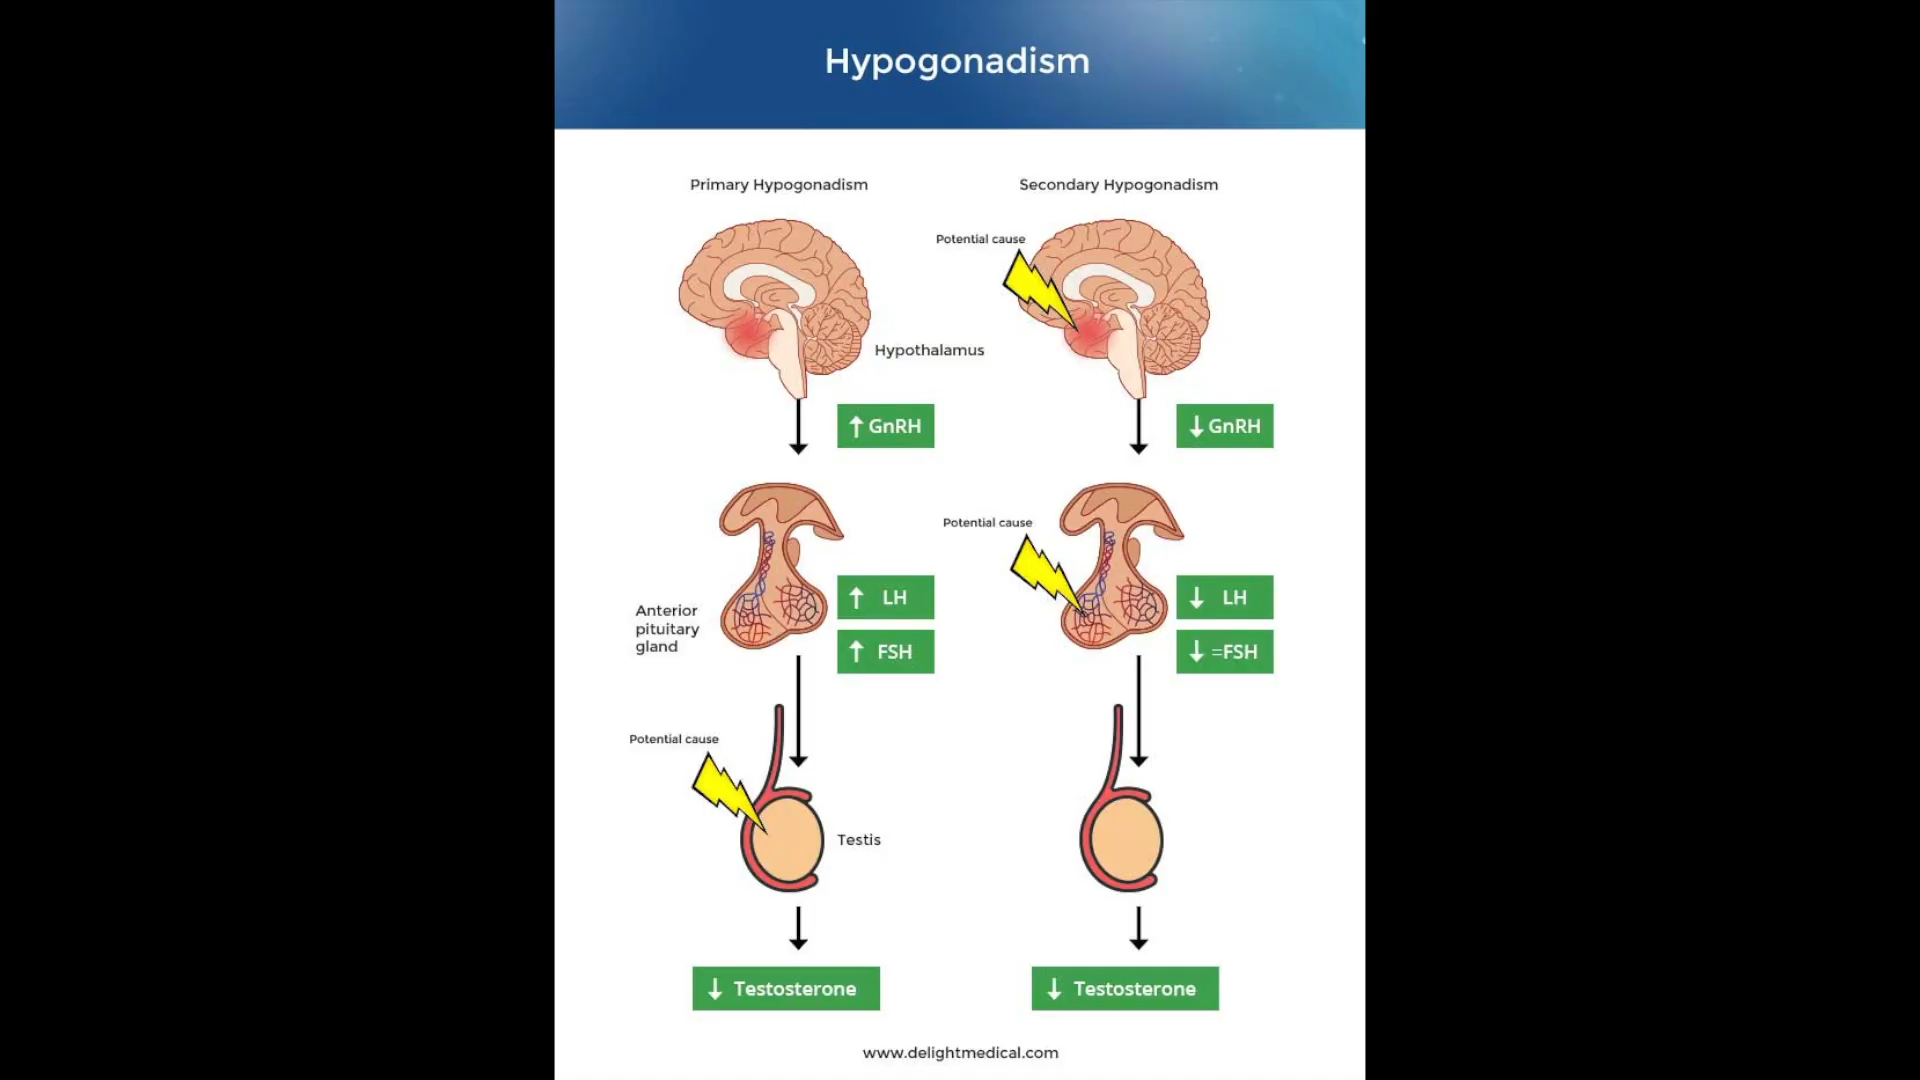 Hypogonadism
Primary Hypogonadism
Secondary Hypogonadism
Potential cause
Hypothalamus
↑ GnRH
↓ GnRH
Potential cause
Anterior
pituitary
gland
↑ LH
↑ FSH
↓ LH
↓ =FSH
Potential cause
Testis
↓ Testosterone
↓ Testosterone
www.delightmedical.com